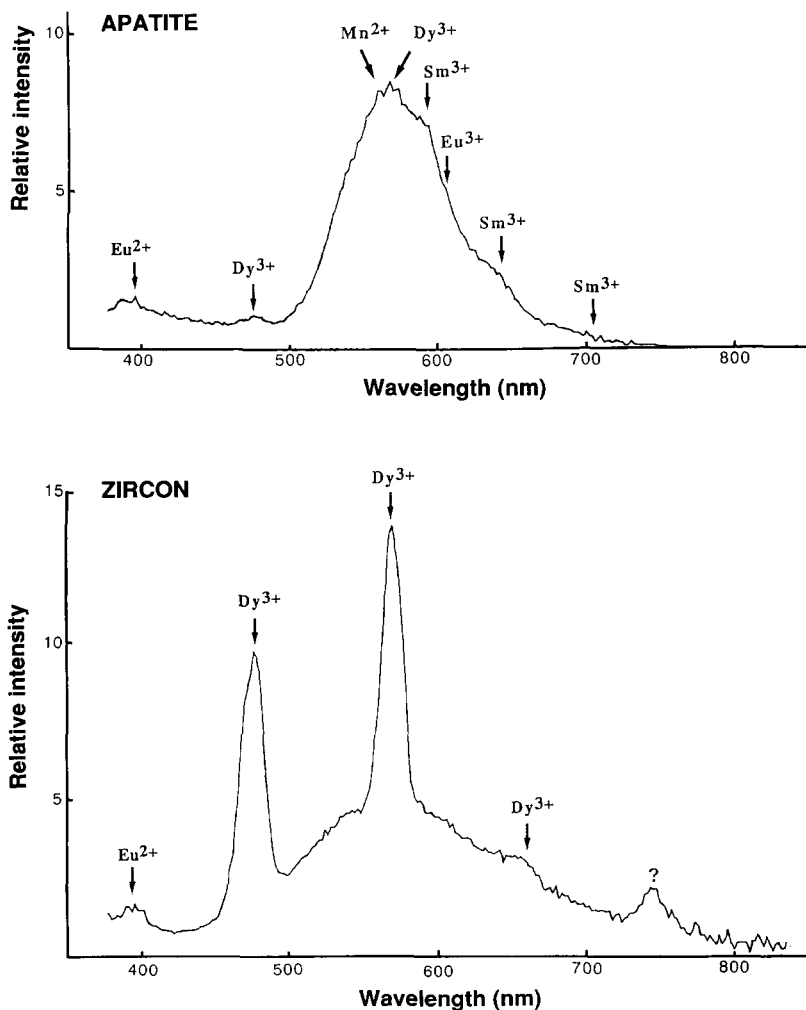 APATITE
Relative intensity
10
5
Mn2+
Dy3+
Sm3+
Eu3+
Sm3+
Sm3+
Eu2+
Dy3+
400
500
600
700
800
Wavelength (nm)
ZIRCON
Relative intensity
15
10
5
Dy3+
Dy3+
Dy3+
Eu2+
?
400
500
600
700
800
Wavelength (nm)